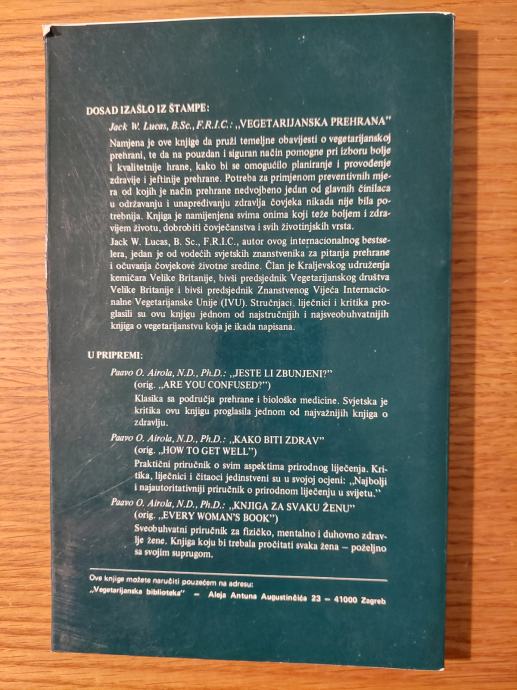 DOSAD IZAŠLO IZ ŠTAMPE:
Jack W. Lucas, B.Sc., F.R.I.C.: „VEGETARIJANSKA PREHRANA"
Namjena je ove knjige da pruži temeljne obavijesti o vegetarijanskoj
prehrani, te da na pouzdan i siguran način pomogne pri izboru bolje
i kvalitetnije hrane, kako bi se omogućilo planiranje i provođenje
zdravije i jeftinije prehrane. Potreba za primjenom preventivnih mje-
ra od kojih je način prehrane nedvojbeno jedan od glavnih činilaca
u održavanju i unapređivanju zdravlja čovjeka nikada nije bila po-
trebnija. Knjiga je namijenjena svima onima koji teže boljem i zdra-
vijem životu, dobrobiti čovječanstva i svih životinjskih vrsta.
Jack W. Lucas, B. Sc., F.R.I.C., autor ovog internacionalnog bestse-
lera, jedan je od vodećih svjetskih znanstvenika za pitanja prehrane
i očuvanja čovjekove životne sredine. Član je Kraljevskog udruženja
kemičara Velike Britanije, bivši predsjednik Vegetarijanskog društva
Velike Britanije i bivši predsjednik Znanstvenog Vijeća Internacio-
nalne Vegetarijanske Unije (IVU). Stručnjaci, liječnici i kritika pro-
glasili su ovu knjigu jednom od najstručnijih i najsveobuhvatnijih
knjiga o vegetarijanstvu koja je ikada napisana.
U PRIPREMI:
Paavo O. Airola, N.D., Ph.D.: „JESTE LI ZBUNJENI?"
(orig. „ARE YOU CONFUSED?")
Klasika sa područja prehrane i biološke medicine. Svjetska je
kritika ovu knjigu proglasila jednom od najvažnijih knjiga o
zdravlju.
Paavo O. Airola, N.D., Ph.D.: „KAKO BITI ZDRAV"
(orig. „HOW TO GET WELL")
Praktični priručnik o svim aspektima prirodnog liječenja. Kri-
tika, liječnici i čitaoci jedinstveni su u svojoj ocjeni: „Najbolji
i najautoritativniji priručnik o prirodnom liječenju u svijetu."
Paavo O. Airola, N.D., Ph.D.: „KNJIGA ZA SVAKU ŽENU"
(orig. „EVERY WOMAN'S BOOK")
Sveobuhvatni priručnik za fizičko, mentalno i duhovno zdrav-
lje žene. Knjiga koju bi trebala pročitati svaka žena – poželjno
sa svojim suprugom.
Ove knjige možete naručiti pouzećem na adresu:
„Vegetarijanska biblioteka" – Aleja Antuna Augustinčića 23 – 41000 Zagreb